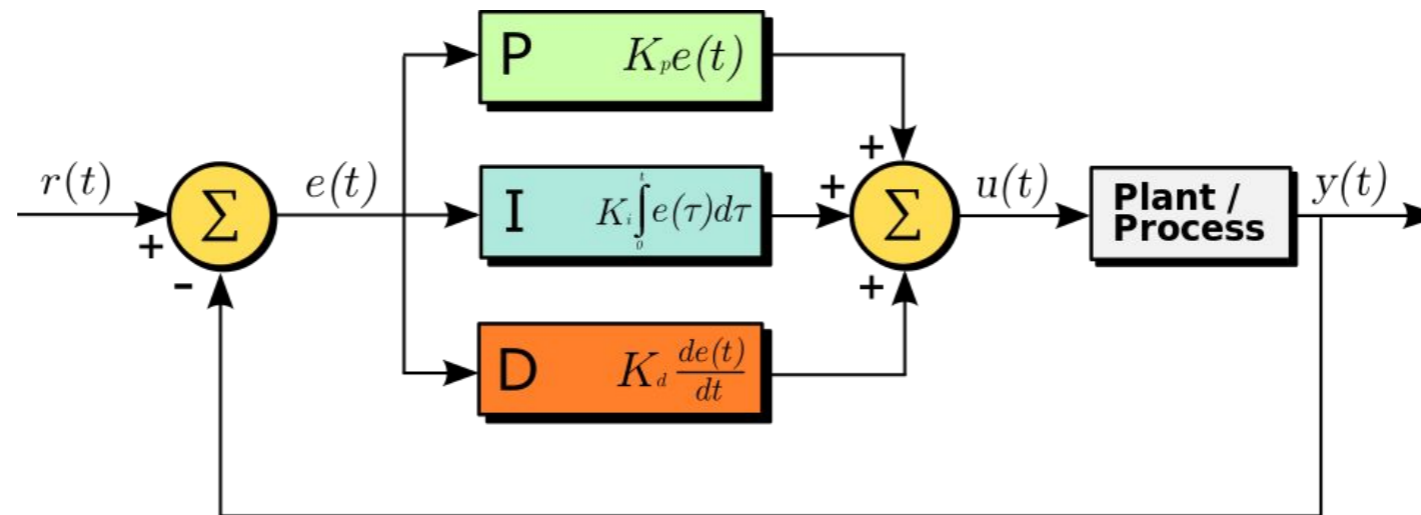 P K_p e(t)
r(t) Σ e(t) I K_i ∫_0^t e(τ)dτ Σ u(t) Plant / Process y(t)
+ - + + +
D K_d de(t)/dt